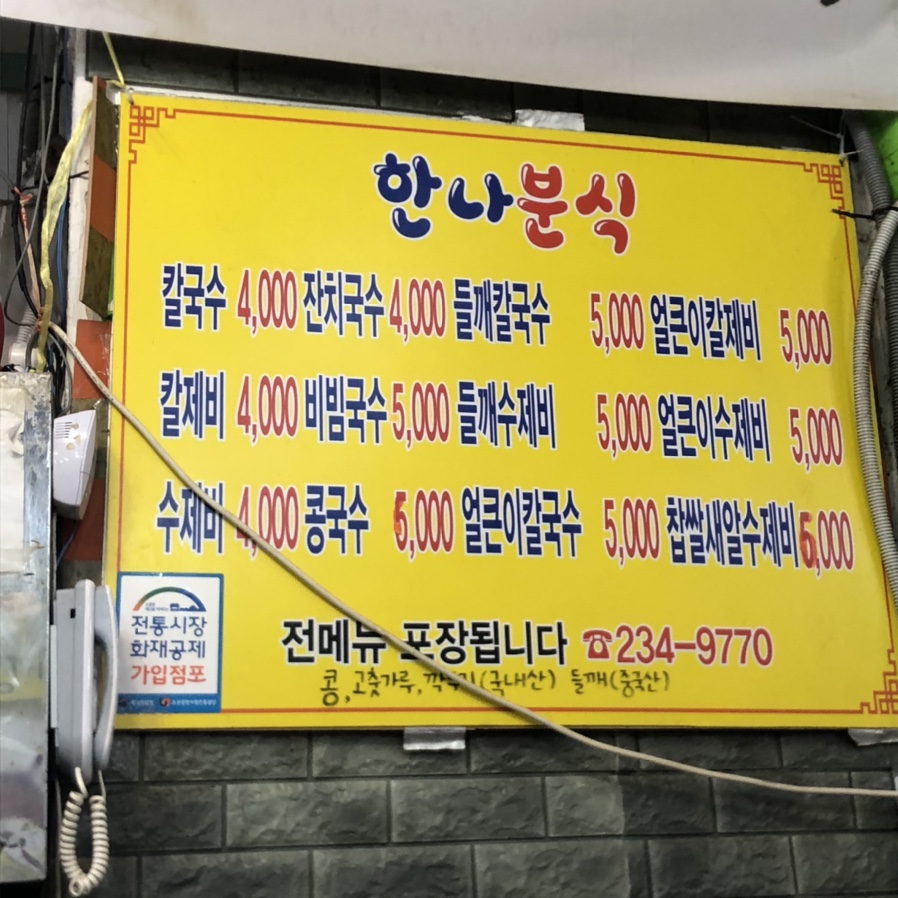 한나분식
칼국수 4,000 잔치국수 4,000 들깨칼국수 5,000 얼큰이칼제비 5,000
칼제비 4,000 비빔국수 5,000 들깨수제비 5,000 얼큰이수제비 5,000
수제비 4,000 콩국수 6,000 얼큰이칼국수 5,000 찹쌀새알수제비 6,000
전메뉴 포장됩니다 ☎234-9770
콩, 고춧가루, 깍두기(국내산) 들깨(중국산)
전통시장
화재공제
가입점포